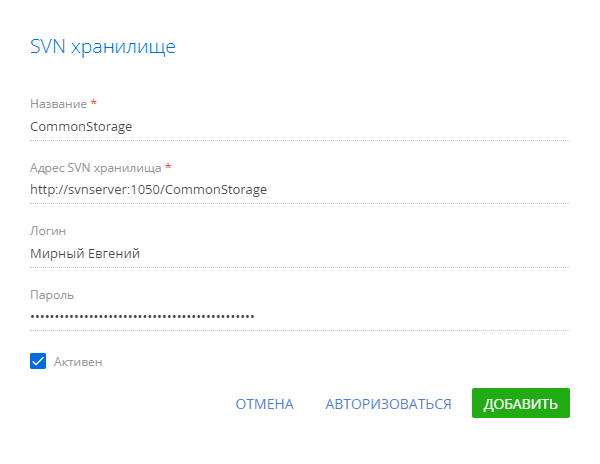 SVN хранилище
Название *
CommonStorage
Адрес SVN хранилища *
http://svnserver:1050/CommonStorage
Логин
Мирный Евгений
Пароль
••••••••••••••••••••••••••••••••••••••••••••••
Активен
ОТМЕНА АВТОРИЗОВАТЬСЯ ДОБАВИТЬ